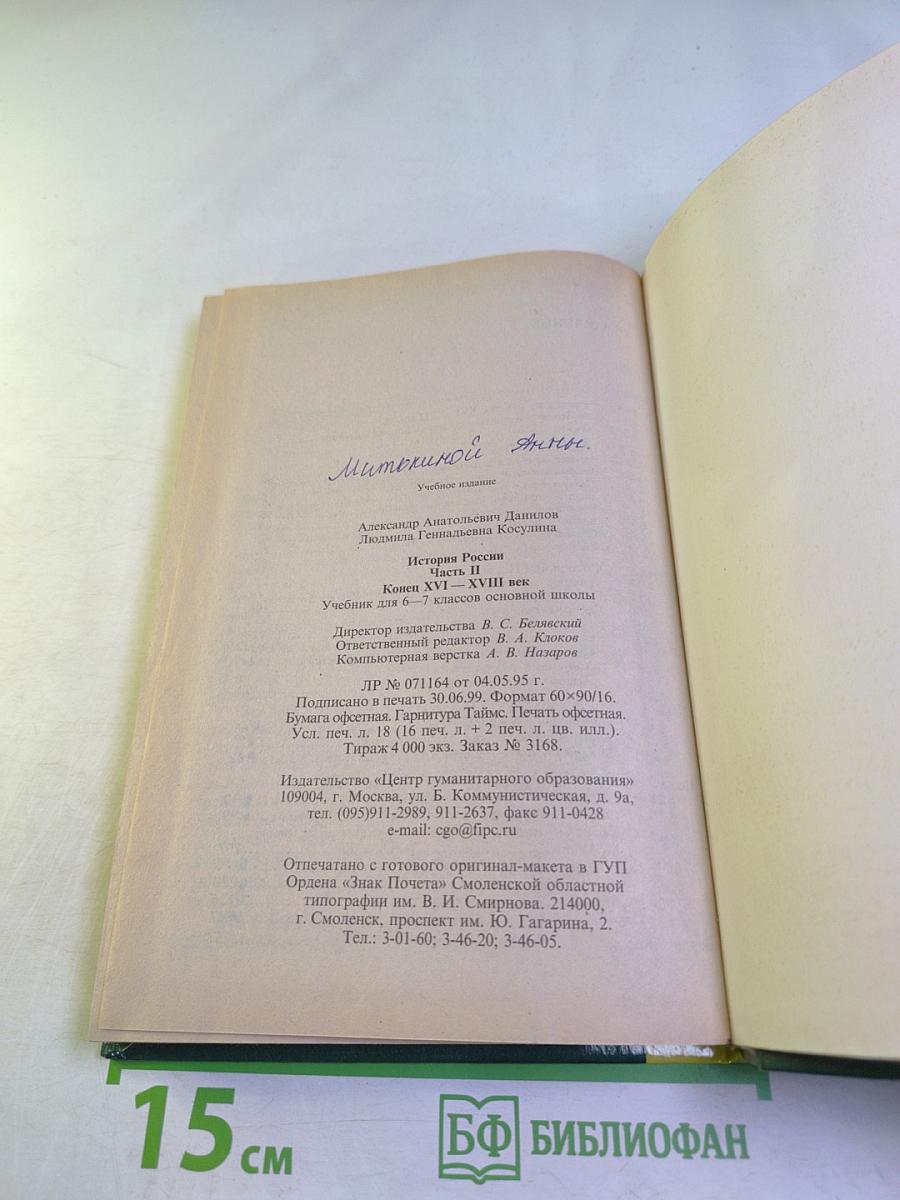 Митькиной Анны.
Учебное издание
Александр Анатольевич Данилов
Людмила Геннадьевна Косулина
История России
Часть II
Конец XVI — XVIII век
Учебник для 6—7 классов основной школы
Директор издательства В. С. Белявский
Ответственный редактор В. А. Клоков
Компьютерная верстка А. В. Назаров
ЛР № 071164 от 04.05.95 г.
Подписано в печать 30.06.99. Формат 60×90/16.
Бумага офсетная. Гарнитура Таймс. Печать офсетная.
Усл. печ. л. 18 (16 печ. л. + 2 печ. л. цв. илл.).
Тираж 4 000 экз. Заказ № 3168.
Издательство «Центр гуманитарного образования»
109004, г. Москва, ул. Б. Коммунистическая, д. 9а,
тел. (095)911-2989, 911-2637, факс 911-0428
e-mail: cgo@fipc.ru
Отпечатано с готового оригинал-макета в ГУП
Ордена «Знак Почета» Смоленской областной
типографии им. В. И. Смирнова. 214000,
г. Смоленск, проспект им. Ю. Гагарина, 2.
Тел.: 3-01-60; 3-46-20; 3-46-05.
15 см
БФ БИБЛИОФАН